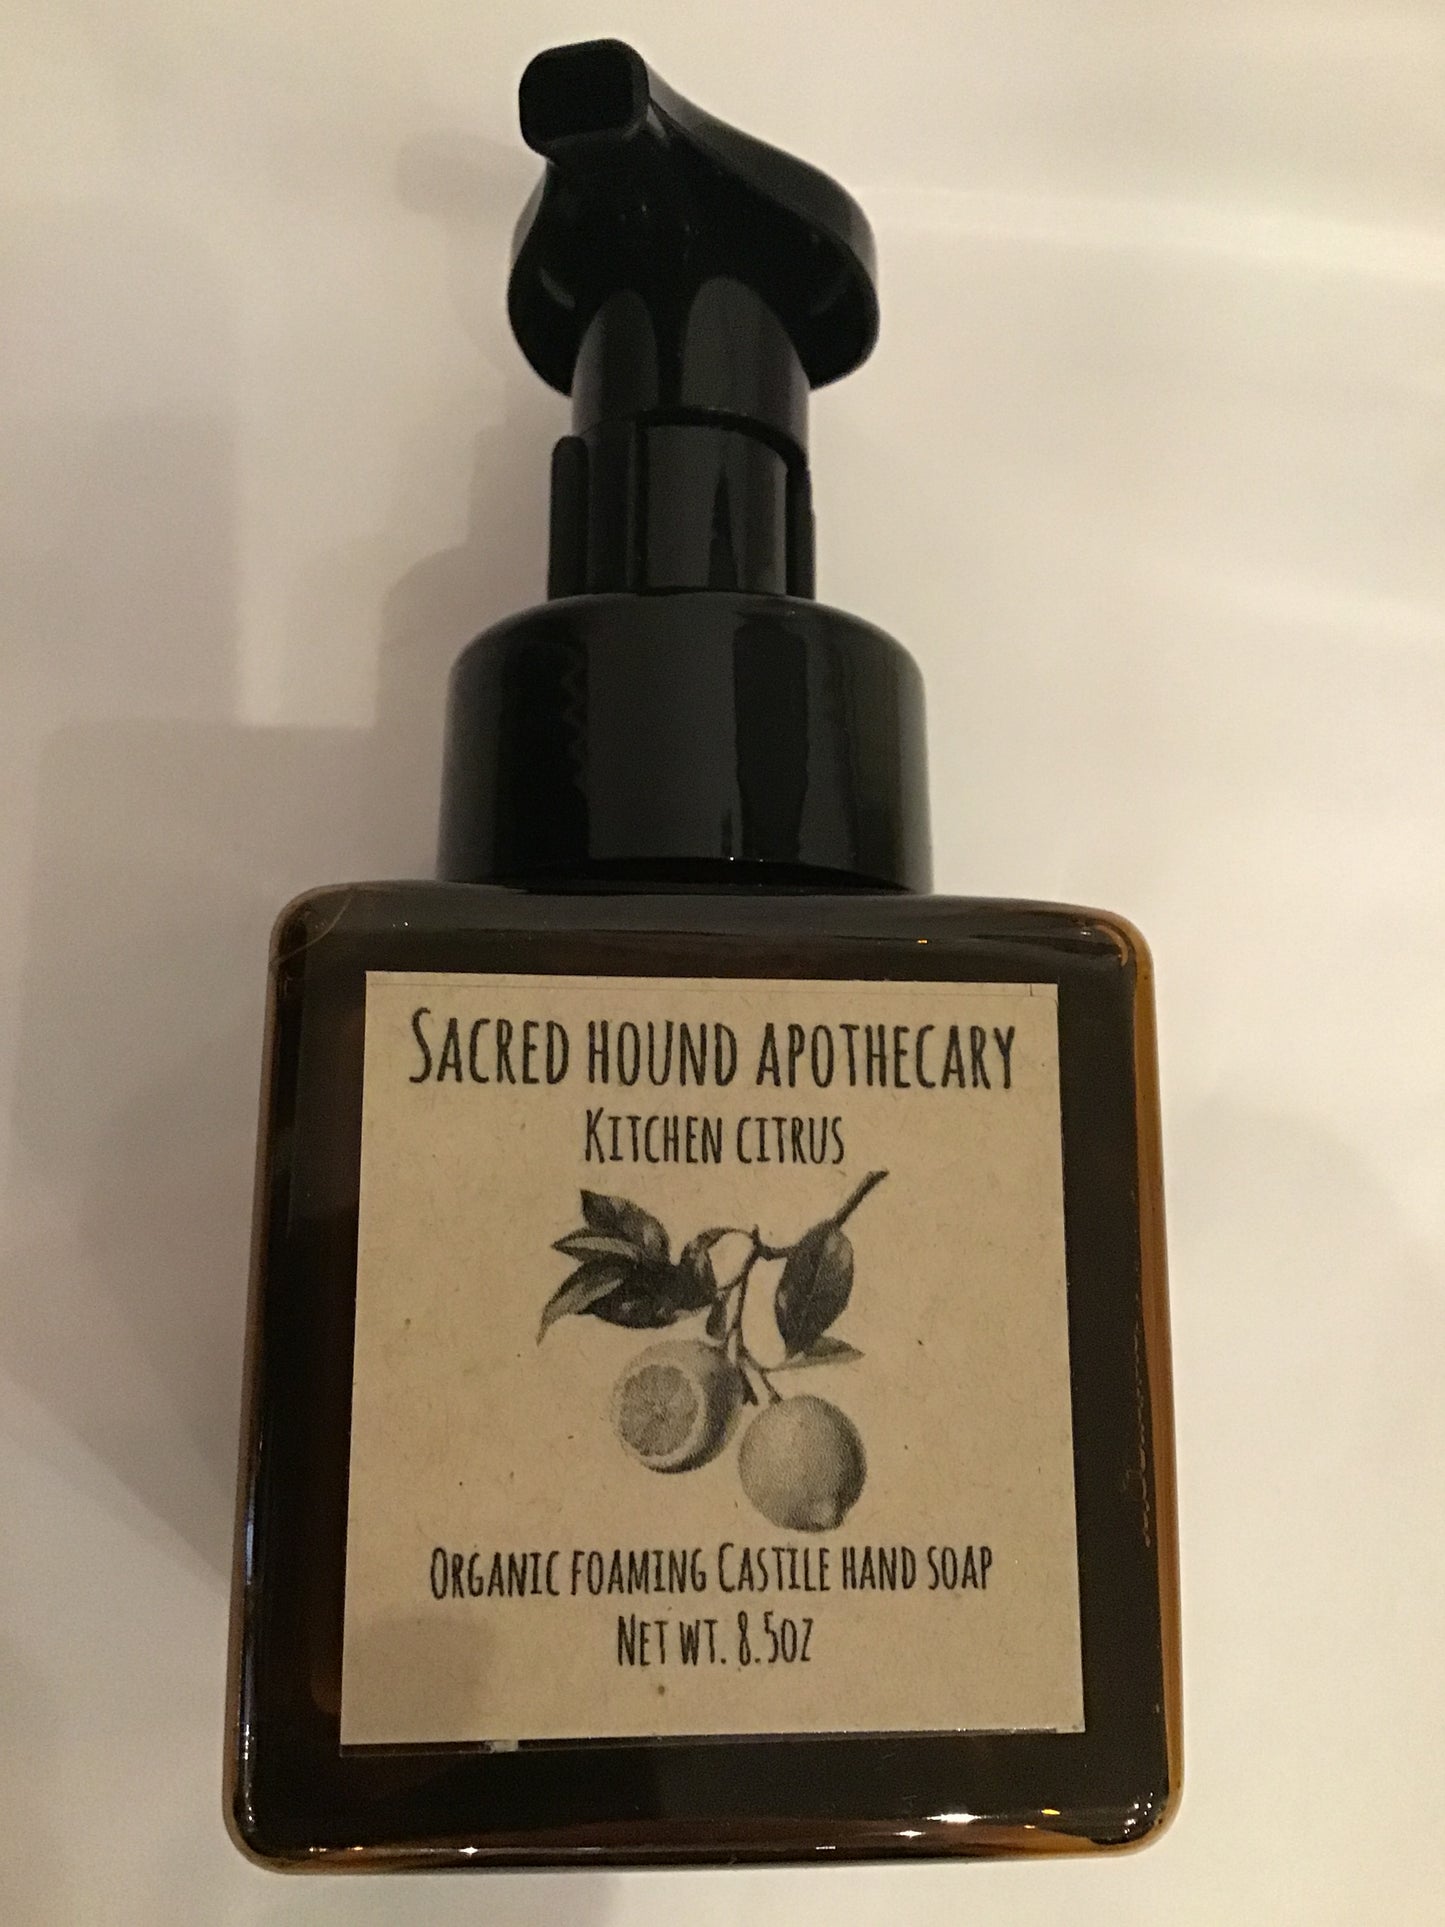 Sacred hound apothecary
Kitchen citrus
Organic foaming Castile hand soap
Net wt. 8.5oz